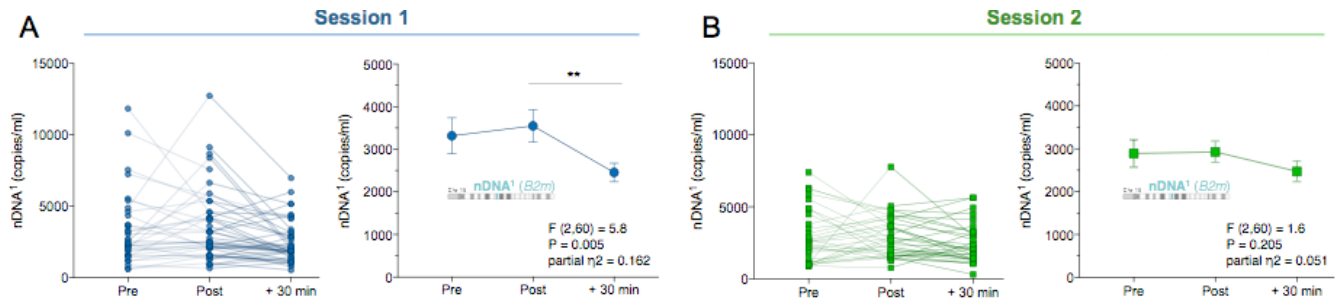 A
Session 1
nDNA¹ (copies/ml)
15000
10000
5000
0
Pre Post + 30 min
nDNA¹ (copies/ml)
5000
4000
3000
2000
1000
0
**
nDNA¹ (B2m)
F (2,60) = 5.8
P = 0.005
partial η2 = 0.162
Pre Post + 30 min
B
Session 2
nDNA¹ (copies/ml)
15000
10000
5000
0
Pre Post + 30 min
nDNA¹ (copies/ml)
5000
4000
3000
2000
1000
0
nDNA¹ (B2m)
F (2,60) = 1.6
P = 0.205
partial η2 = 0.051
Pre Post + 30 min